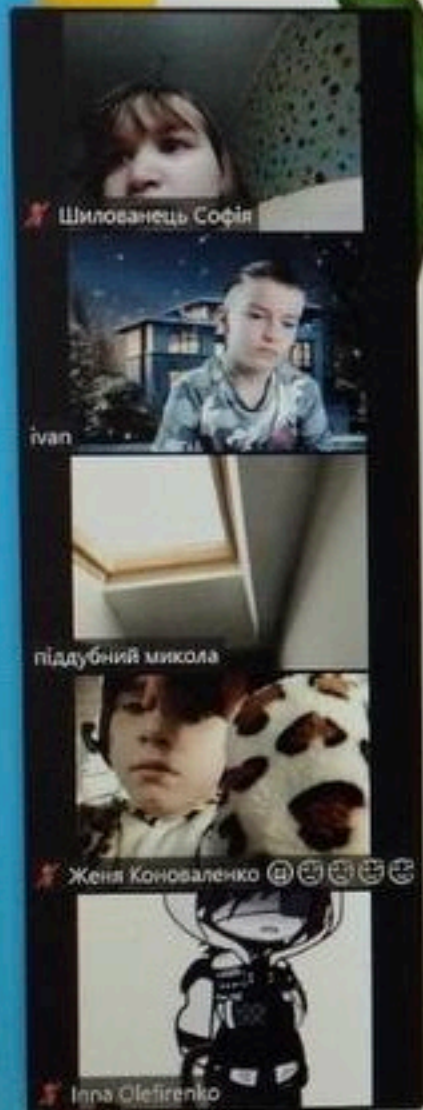 Шилованець Софія
ivan
піддубний микола
Женя Коноваленко
Inna Olefirenko